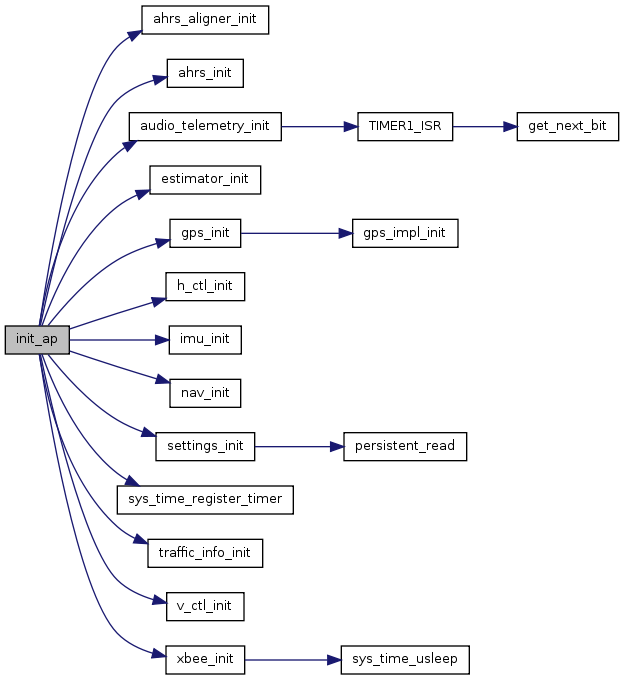 ahrs_aligner_init
ahrs_init
audio_telemetry_init
TIMER1_ISR
get_next_bit
estimator_init
gps_init
gps_impl_init
h_ctl_init
init_ap
imu_init
nav_init
settings_init
persistent_read
sys_time_register_timer
traffic_info_init
v_ctl_init
xbee_init
sys_time_usleep